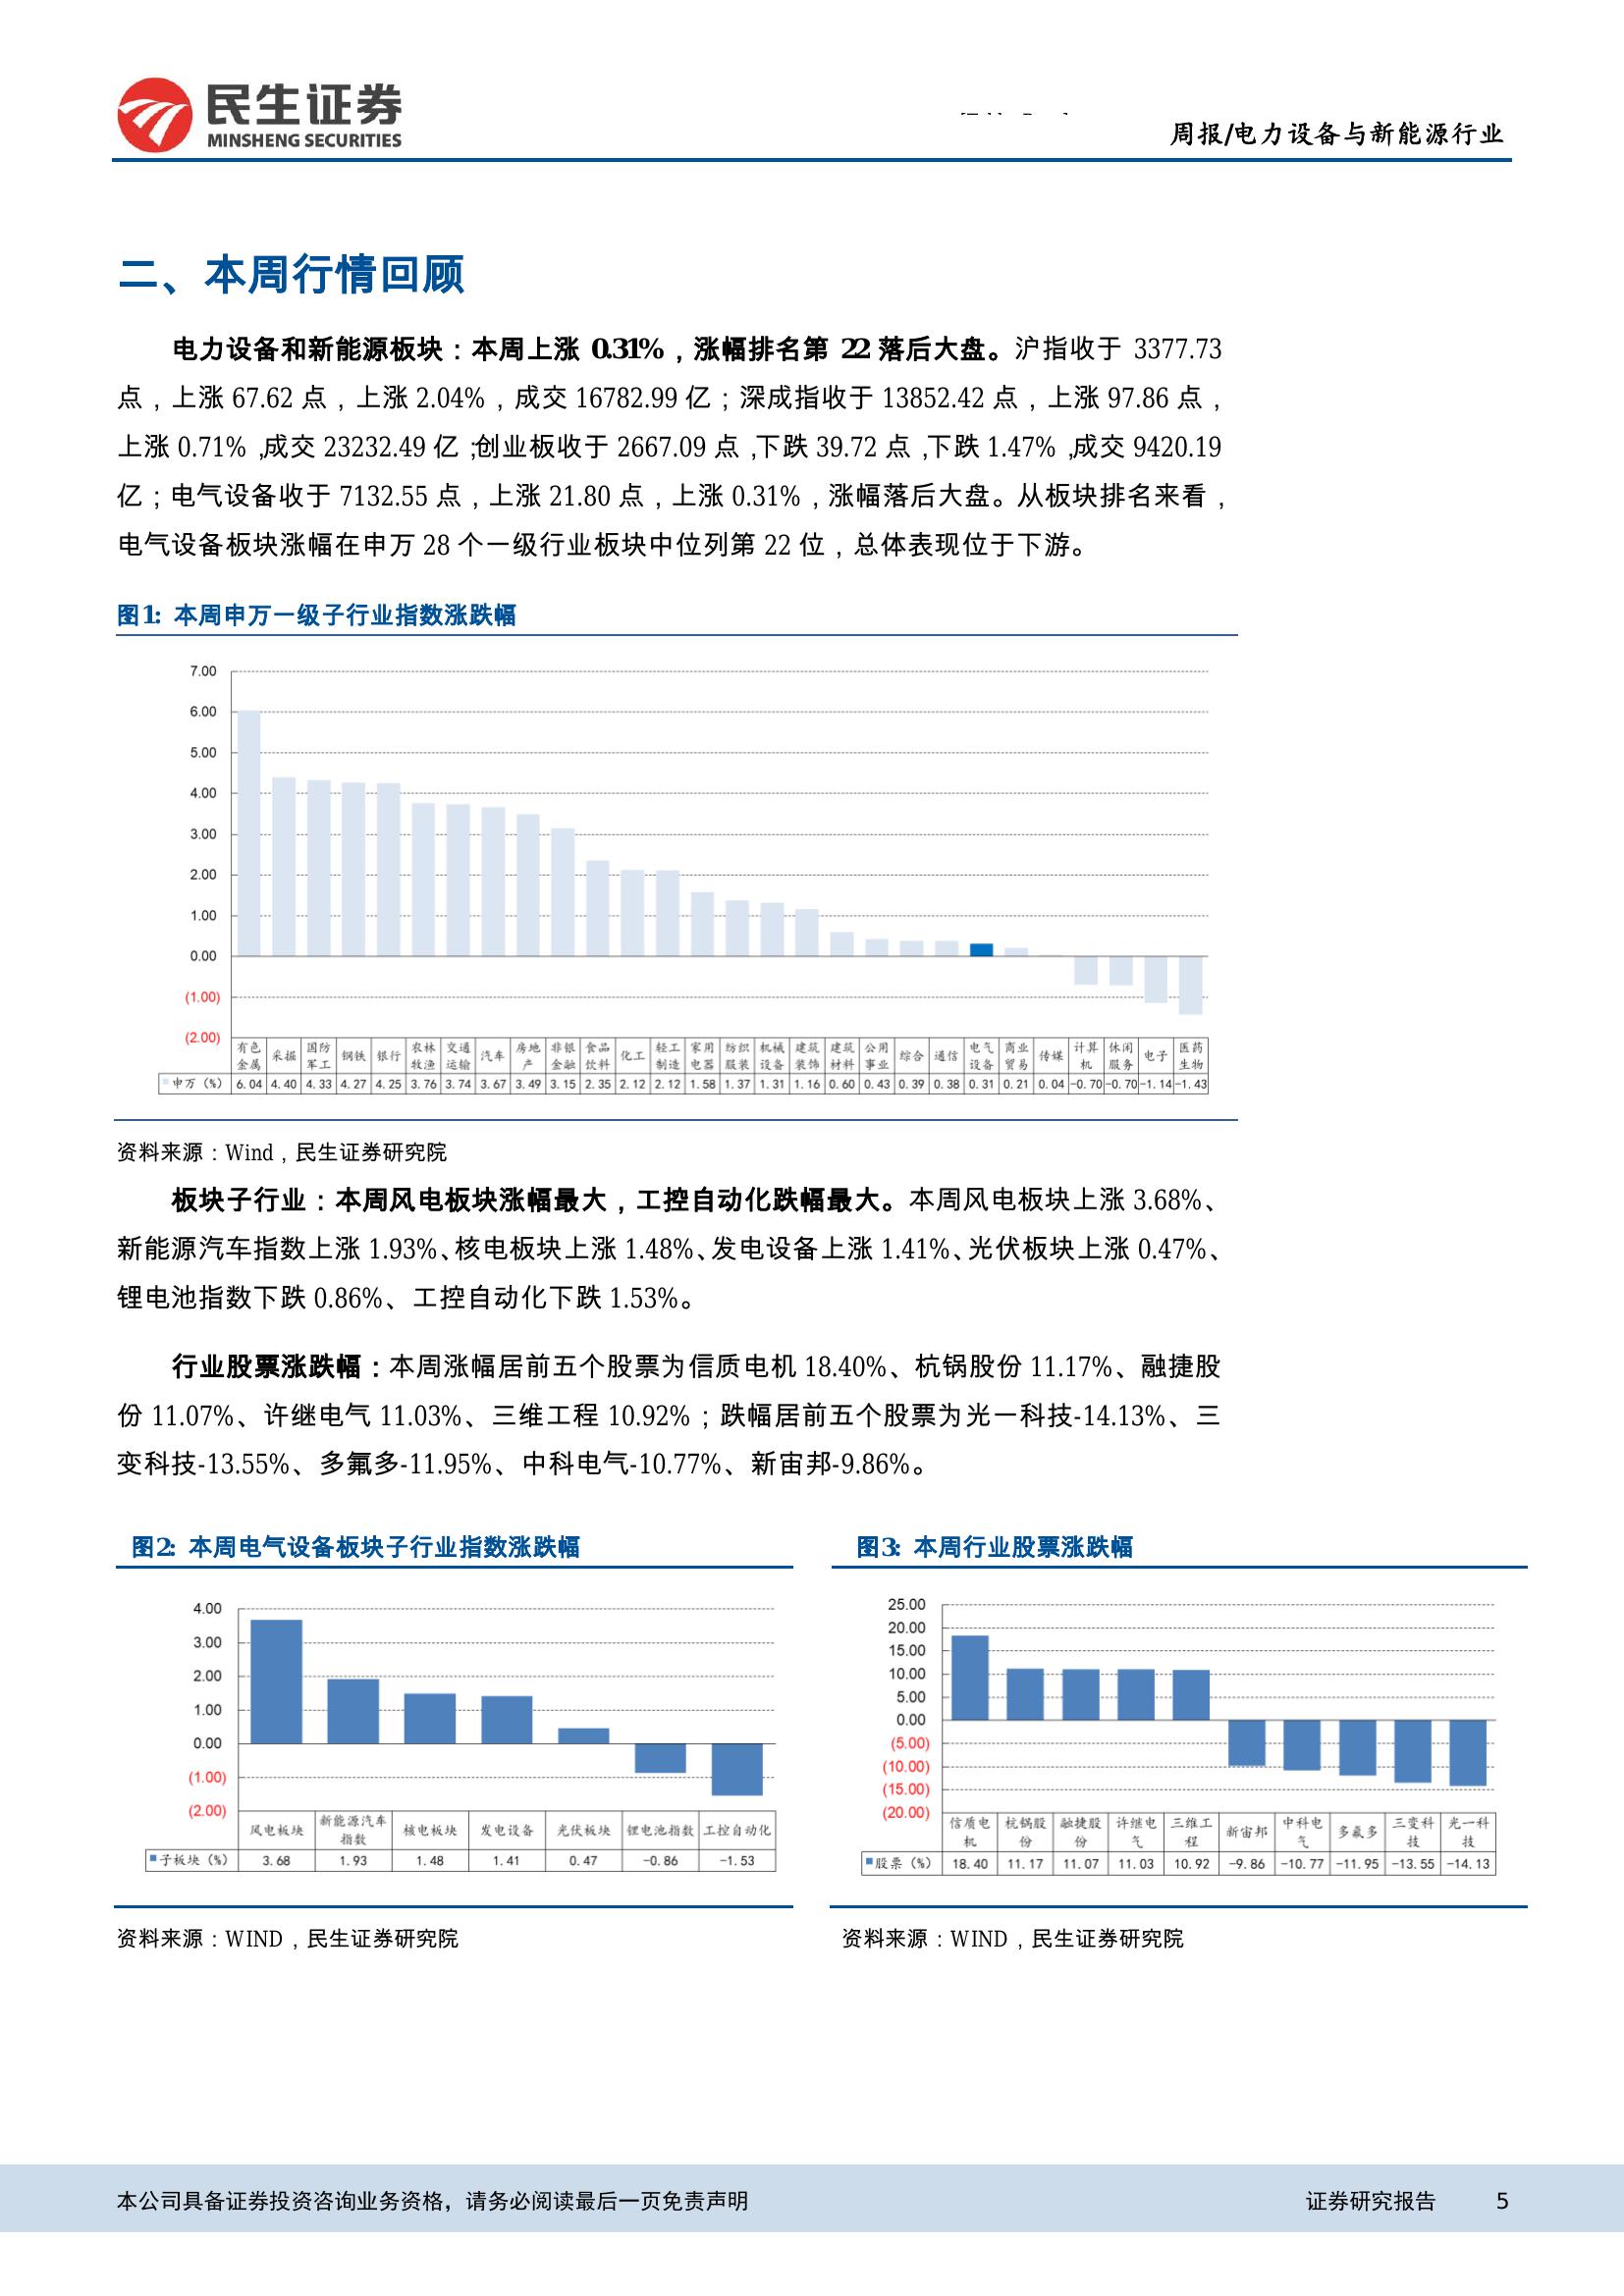 民生证券
MINSHENG SECURITIES
周报/电力设备与新能源行业
二、本周行情回顾
电力设备和新能源板块：本周上涨 0.31%，涨幅排名第 22 落后大盘。沪指收于 3377.73
点，上涨 67.62 点，上涨 2.04%，成交 16782.99 亿；深成指收于 13852.42 点，上涨 97.86 点，
上涨 0.71%，成交 23232.49 亿；创业板收于 2667.09 点，下跌 39.72 点，下跌 1.47%，成交 9420.19
亿；电气设备收于 7132.55 点，上涨 21.80 点，上涨 0.31%，涨幅落后大盘。从板块排名来看，
电气设备板块涨幅在申万 28 个一级行业板块中位列第 22 位，总体表现位于下游。
图1: 本周申万一级子行业指数涨跌幅
7.00
6.00
5.00
4.00
3.00
2.00
1.00
0.00
(1.00)
(2.00)
有色金属 采掘 国防军工 钢铁 银行 农林牧渔 交通运输 汽车 房地产 非银金融 食品饮料 化工 轻工制造 家用电器 纺织服装 机械设备 建筑装饰 建筑材料 公用事业 综合 通信 电气设备 商业贸易 传媒 计算机 休闲服务 电子 医药生物
申万（%） 6.04 4.40 4.33 4.27 4.25 3.76 3.74 3.67 3.49 3.15 2.35 2.12 2.12 1.58 1.37 1.31 1.16 0.60 0.43 0.39 0.38 0.31 0.21 0.04 -0.70 -0.70 -1.14 -1.43
资料来源：Wind，民生证券研究院
板块子行业：本周风电板块涨幅最大，工控自动化跌幅最大。本周风电板块上涨 3.68%、
新能源汽车指数上涨 1.93%、核电板块上涨 1.48%、发电设备上涨 1.41%、光伏板块上涨 0.47%、
锂电池指数下跌 0.86%、工控自动化下跌 1.53%。
行业股票涨跌幅：本周涨幅居前五个股票为信质电机 18.40%、杭锅股份 11.17%、融捷股
份 11.07%、许继电气 11.03%、三维工程 10.92%；跌幅居前五个股票为光一科技-14.13%、三
变科技-13.55%、多氟多-11.95%、中科电气-10.77%、新宙邦-9.86%。
图2: 本周电气设备板块子行业指数涨跌幅
4.00
3.00
2.00
1.00
0.00
(1.00)
(2.00)
风电板块 新能源汽车指数 核电板块 发电设备 光伏板块 锂电池指数 工控自动化
子板块（%） 3.68 1.93 1.48 1.41 0.47 -0.86 -1.53
资料来源：WIND，民生证券研究院
图3: 本周行业股票涨跌幅
25.00
20.00
15.00
10.00
5.00
0.00
(5.00)
(10.00)
(15.00)
(20.00)
信质电机 杭锅股份 融捷股份 许继电气 三维工程 新宙邦 中科电气 多氟多 三变科技 光一科技
股票（%） 18.40 11.17 11.07 11.03 10.92 -9.86 -10.77 -11.95 -13.55 -14.13
资料来源：WIND，民生证券研究院
本公司具备证券投资咨询业务资格，请务必阅读最后一页免责声明
证券研究报告 5